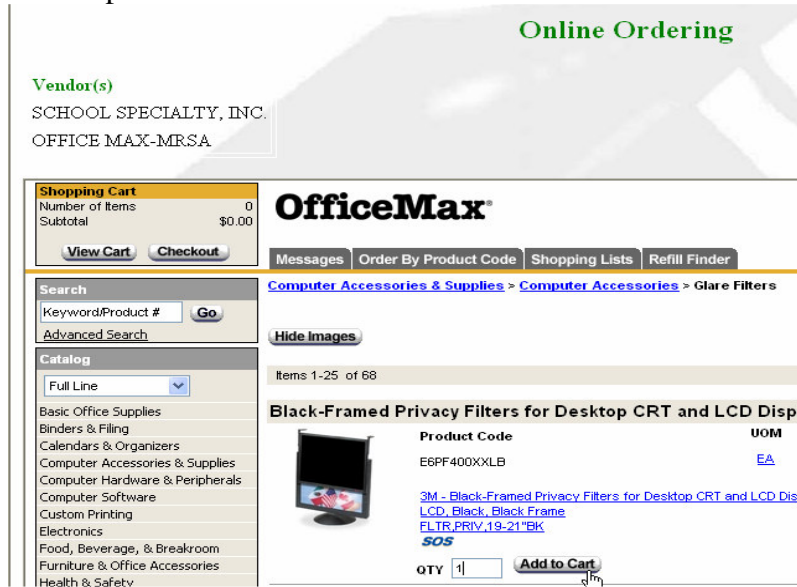 Online Ordering
Vendor(s)
SCHOOL SPECIALTY, INC.
OFFICE MAX-MRSA
Shopping Cart
Number of Items 0
Subtotal $0.00
View Cart Checkout
Search
Keyword/Product # Go
Advanced Search
Catalog
Full Line
Basic Office Supplies
Binders & Filing
Calendars & Organizers
Computer Accessories & Supplies
Computer Hardware & Peripherals
Computer Software
Custom Printing
Electronics
Food, Beverage, & Breakroom
Furniture & Office Accessories
Health & Safety
OfficeMax
Messages Order By Product Code Shopping Lists Refill Finder
Computer Accessories & Supplies > Computer Accessories > Glare Filters
Hide Images
Items 1-25 of 68
Black-Framed Privacy Filters for Desktop CRT and LCD Disp
Product Code UOM
E6PF400XXLB EA
3M - Black-Framed Privacy Filters for Desktop CRT and LCD Dis
LCD, Black, Black Frame
FLTR,PRIV,19-21"BK
SOS
QTY 1 Add to Cart